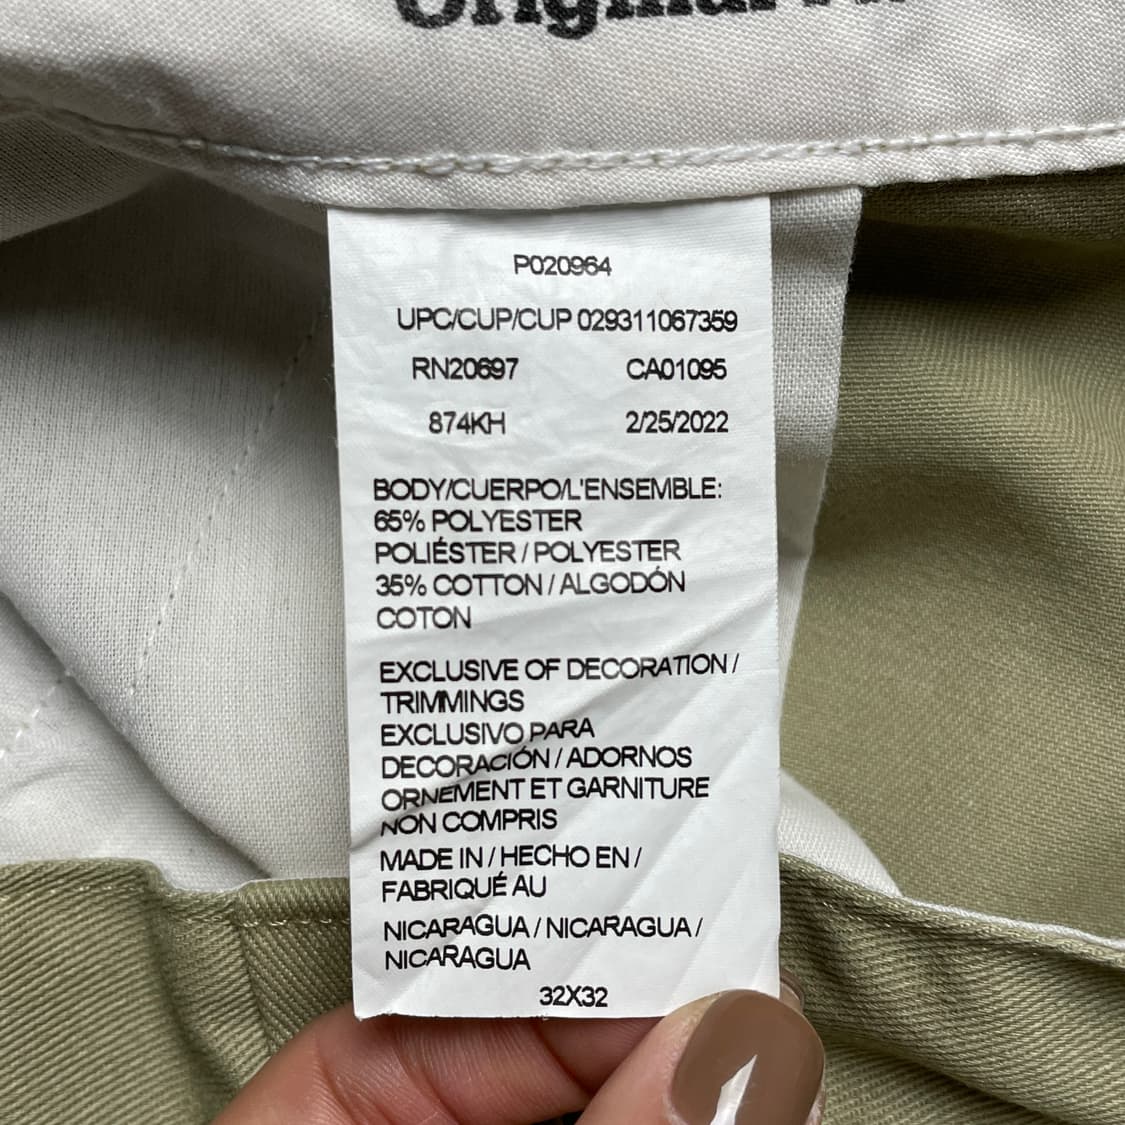 Original
P020964
UPC/CUP/CUP 029311067359
RN20697 CA01095
874KH 2/25/2022
BODY/CUERPO/L'ENSEMBLE:
65% POLYESTER
POLIÉSTER / POLYESTER
35% COTTON / ALGODÓN
COTON
EXCLUSIVE OF DECORATION /
TRIMMINGS
EXCLUSIVO PARA
DECORACIÓN / ADORNOS
ORNEMENT ET GARNITURE
NON COMPRIS
MADE IN / HECHO EN /
FABRIQUÉ AU
NICARAGUA / NICARAGUA /
NICARAGUA
32X32